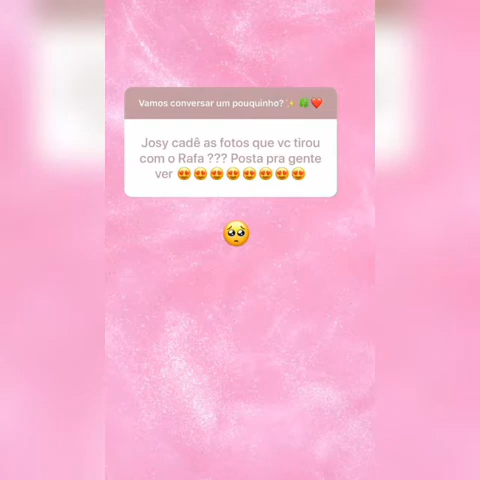 Vamos conversar um pouquinho?✨🍀❤️
Josy cadê as fotos que vc tirou
com o Rafa ??? Posta pra gente
ver 😍😍😍😍😍😍😍😍
🥺